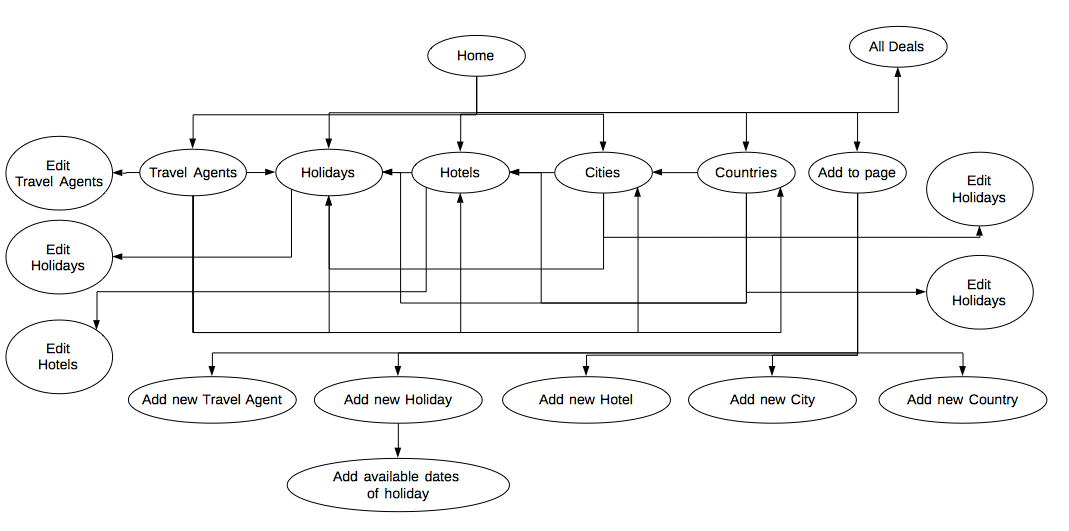 Home
All Deals
Edit
Travel Agents
Travel Agents
Holidays
Hotels
Cities
Countries
Add to page
Edit
Holidays
Edit
Holidays
Edit
Holidays
Edit
Hotels
Add new Travel Agent
Add new Holiday
Add new Hotel
Add new City
Add new Country
Add available dates
of holiday